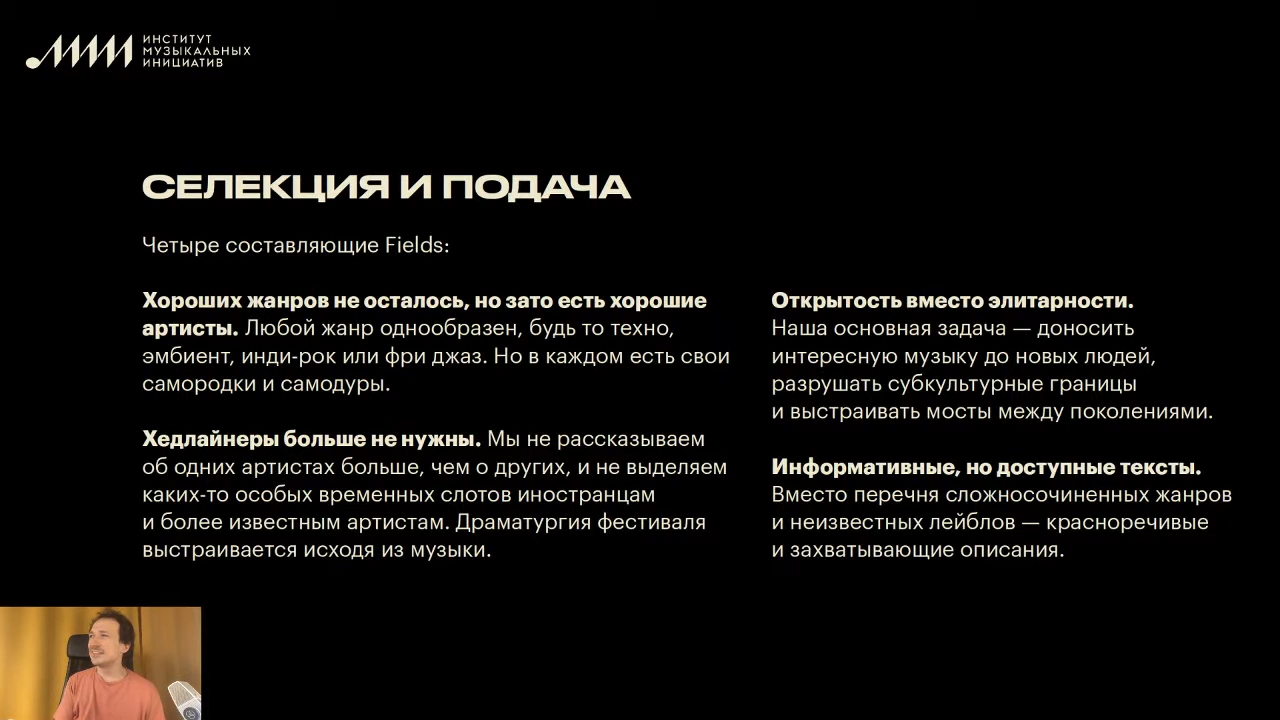 ИНСТИТУТ
МУЗЫКАЛЬНЫХ
ИНИЦИАТИВ
СЕЛЕКЦИЯ И ПОДАЧА
Четыре составляющие Fields:
Хороших жанров не осталось, но зато есть хорошие
артисты. Любой жанр однообразен, будь то техно,
эмбиент, инди-рок или фри джаз. Но в каждом есть свои
самородки и самодуры.
Хедлайнеры больше не нужны. Мы не рассказываем
об одних артистах больше, чем о других, и не выделяем
каких-то особых временных слотов иностранцам
и более известным артистам. Драматургия фестиваля
выстраивается исходя из музыки.
Открытость вместо элитарности.
Наша основная задача — доносить
интересную музыку до новых людей,
разрушать субкультурные границы
и выстраивать мосты между поколениями.
Информативные, но доступные тексты.
Вместо перечня сложносочиненных жанров
и неизвестных лейблов — красноречивые
и захватывающие описания.